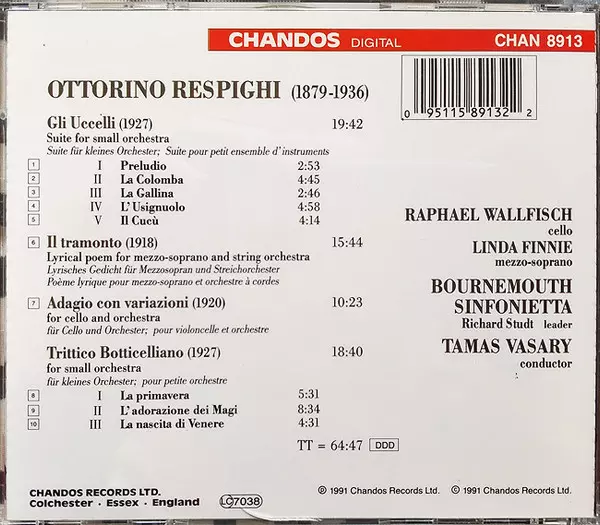 CHANDOS DIGITAL CHAN 8913
OTTORINO RESPIGHI (1879-1936)
0 95115 89132 2
Gli Uccelli (1927) 19:42
Suite for small orchestra
Suite für kleines Orchester; Suite pour petit ensemble d'instruments
1 I Preludio 2:53
2 II La Colomba 4:45
3 III La Gallina 2:46
4 IV L'Usignuolo 4:58
5 V Il Cucù 4:14
6 Il tramonto (1918) 15:44
Lyrical poem for mezzo-soprano and string orchestra
Lyrisches Gedicht für Mezzosopran und Streichorchester
Poème lyrique pour mezzo-soprano et orchestre à cordes
7 Adagio con variazioni (1920) 10:23
for cello and orchestra
für Cello und Orchester; pour violoncelle et orchestre
Trittico Botticelliano (1927) 18:40
for small orchestra
für kleines Orchester; pour petite orchestre
8 I La primavera 5:31
9 II L'adorazione dei Magi 8:34
10 III La nascita di Venere 4:31
TT = 64:47 DDD
RAPHAEL WALLFISCH
cello
LINDA FINNIE
mezzo-soprano
BOURNEMOUTH
SINFONIETTA
Richard Studt leader
TAMAS VASARY
conductor
CHANDOS RECORDS LTD.
Colchester · Essex · England
LC7038
℗ 1991 Chandos Records Ltd. © 1991 Chandos Records Ltd.